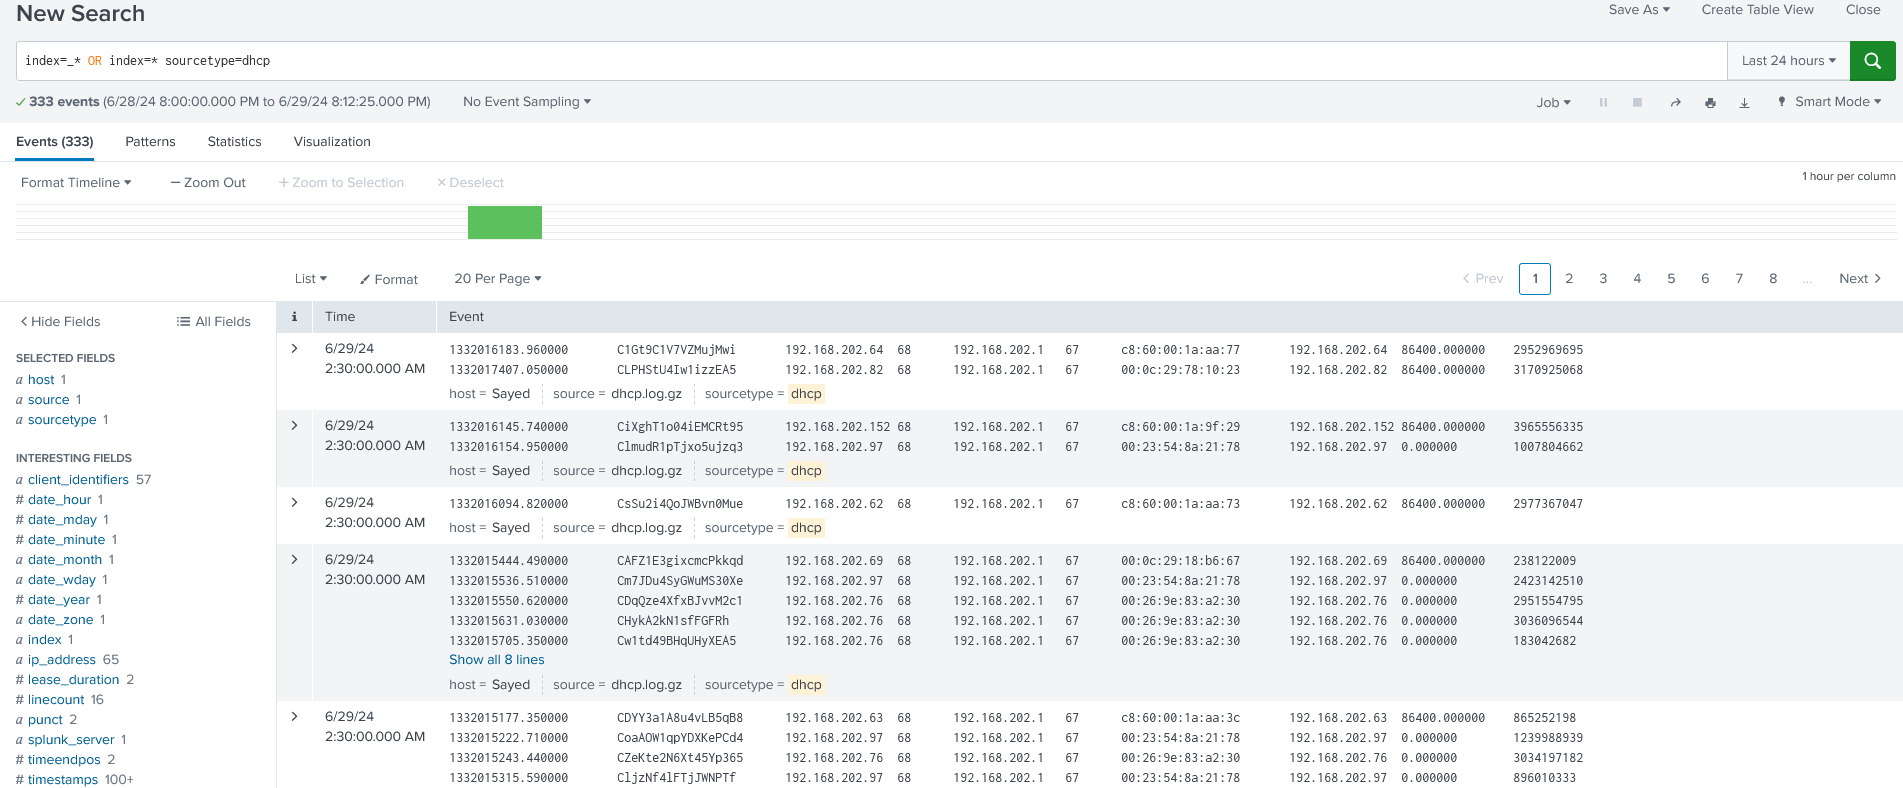 New Search
Save As Create Table View Close
index=_* OR index=* sourcetype=dhcp
Last 24 hours
333 events (6/28/24 8:00:00.000 PM to 6/29/24 8:12:25.000 PM) No Event Sampling
Job Smart Mode
Events (333) Patterns Statistics Visualization
Format Timeline – Zoom Out + Zoom to Selection × Deselect
1 hour per column
List Format 20 Per Page
< Prev 1 2 3 4 5 6 7 8 ... Next >
< Hide Fields All Fields
SELECTED FIELDS
a host 1
a source 1
a sourcetype 1
INTERESTING FIELDS
a client_identifiers 57
# date_hour 1
# date_mday 1
# date_minute 1
a date_month 1
a date_wday 1
# date_year 1
a date_zone 1
a index 1
a ip_address 65
# lease_duration 2
# linecount 16
a punct 2
a splunk_server 1
# timeendpos 2
# timestamps 100+
i Time Event
6/29/24
2:30:00.000 AM
1332016183.960000 C1Gt9C1V7VZMujMwi 192.168.202.64 68 192.168.202.1 67 c8:60:00:1a:aa:77 192.168.202.64 86400.000000 2952969695
1332017407.050000 CLPHStU4Iw1izzEA5 192.168.202.82 68 192.168.202.1 67 00:0c:29:78:10:23 192.168.202.82 86400.000000 3170925068
host = Sayed source = dhcp.log.gz sourcetype = dhcp
6/29/24
2:30:00.000 AM
1332016145.740000 CiXghT1o04iEMCRt95 192.168.202.152 68 192.168.202.1 67 c8:60:00:1a:9f:29 192.168.202.152 86400.000000 3965556335
1332016154.950000 ClmudR1pTjxo5ujzq3 192.168.202.97 68 192.168.202.1 67 00:23:54:8a:21:78 192.168.202.97 0.000000 1007804662
host = Sayed source = dhcp.log.gz sourcetype = dhcp
6/29/24
2:30:00.000 AM
1332016094.820000 CsSu2i4QoJWBvn0Mue 192.168.202.62 68 192.168.202.1 67 c8:60:00:1a:aa:73 192.168.202.62 86400.000000 2977367047
host = Sayed source = dhcp.log.gz sourcetype = dhcp
6/29/24
2:30:00.000 AM
1332015444.490000 CAFZ1E3gixcmcPkkqd 192.168.202.69 68 192.168.202.1 67 00:0c:29:18:b6:67 192.168.202.69 86400.000000 238122009
1332015536.510000 Cm7JDu4SyGWuMS30Xe 192.168.202.97 68 192.168.202.1 67 00:23:54:8a:21:78 192.168.202.97 0.000000 2423142510
1332015550.620000 CDqQze4XfxBJvvM2c1 192.168.202.76 68 192.168.202.1 67 00:26:9e:83:a2:30 192.168.202.76 0.000000 2951554795
1332015631.030000 CHykA2kN1sfFGFRh 192.168.202.76 68 192.168.202.1 67 00:26:9e:83:a2:30 192.168.202.76 0.000000 3036096544
1332015705.350000 Cw1td49BHqUHyXEA5 192.168.202.76 68 192.168.202.1 67 00:26:9e:83:a2:30 192.168.202.76 0.000000 183042682
Show all 8 lines
host = Sayed source = dhcp.log.gz sourcetype = dhcp
6/29/24
2:30:00.000 AM
1332015177.350000 CDYY3a1A8u4vLB5qB8 192.168.202.63 68 192.168.202.1 67 c8:60:00:1a:aa:3c 192.168.202.63 86400.000000 865252198
1332015222.710000 CoaAOW1qpYDXKePCd4 192.168.202.97 68 192.168.202.1 67 00:23:54:8a:21:78 192.168.202.97 0.000000 1239988939
1332015243.440000 CZeKte2N6Xt45Yp365 192.168.202.76 68 192.168.202.1 67 00:26:9e:83:a2:30 192.168.202.76 0.000000 3034197182
1332015315.590000 CljzNf4lFTjJWNPTf 192.168.202.97 68 192.168.202.1 67 00:23:54:8a:21:78 192.168.202.97 0.000000 896010333